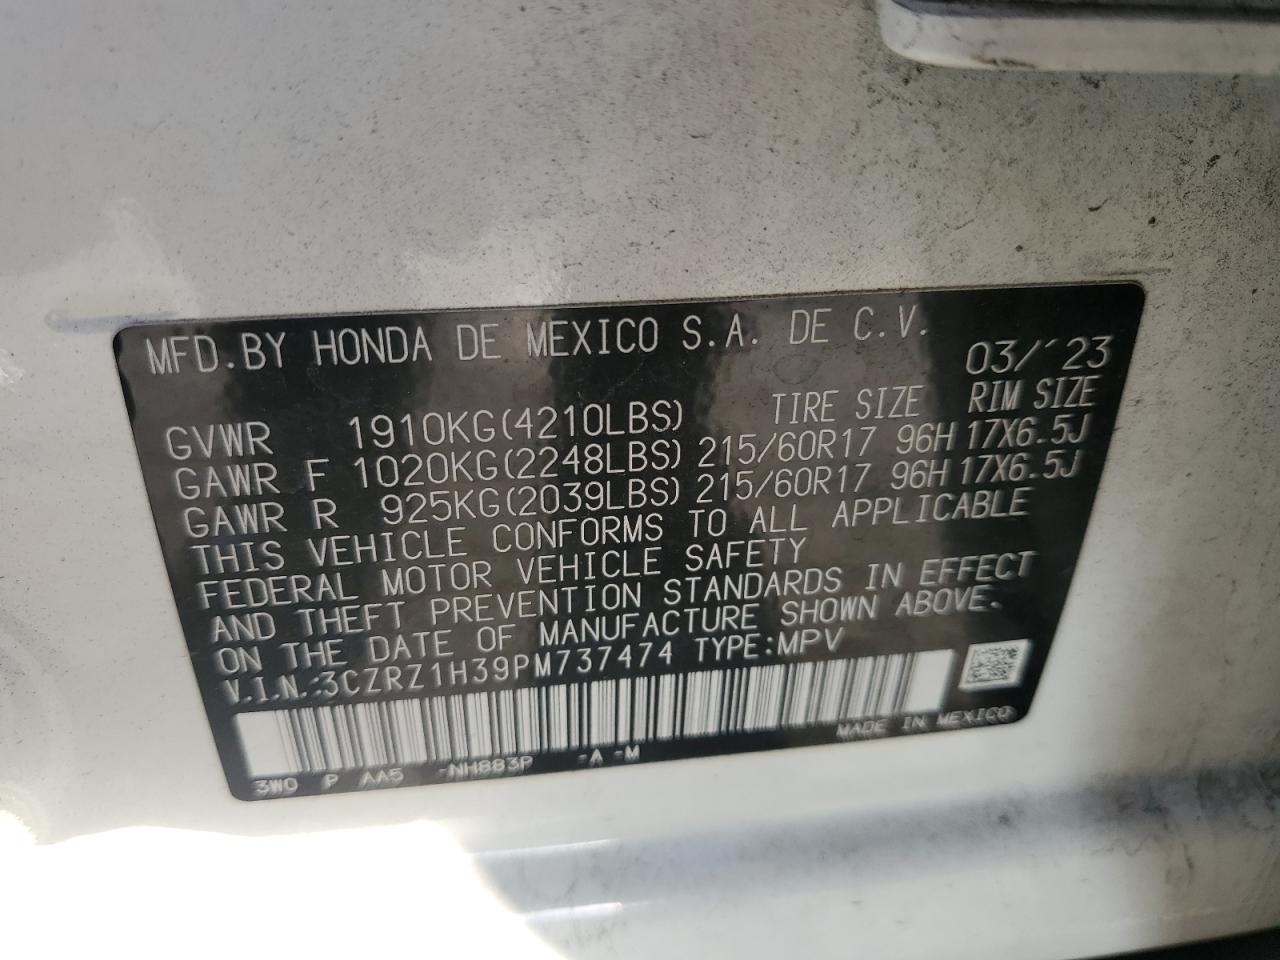 MFD.BY HONDA DE MEXICO S.A. DE C.V.
03/´23
TIRE SIZE RIM SIZE
GVWR 1910KG(4210LBS)
GAWR F 1020KG(2248LBS) 215/60R17 96H 17X6.5J
GAWR R 925KG(2039LBS) 215/60R17 96H 17X6.5J
THIS VEHICLE CONFORMS TO ALL APPLICABLE
FEDERAL MOTOR VEHICLE SAFETY
AND THEFT PREVENTION STANDARDS IN EFFECT
ON THE DATE OF MANUFACTURE SHOWN ABOVE.
V.I.N.:3CZRZ1H39PM737474 TYPE:MPV
MADE IN MEXICO
3W0 P AA5 -NH883P -A -M